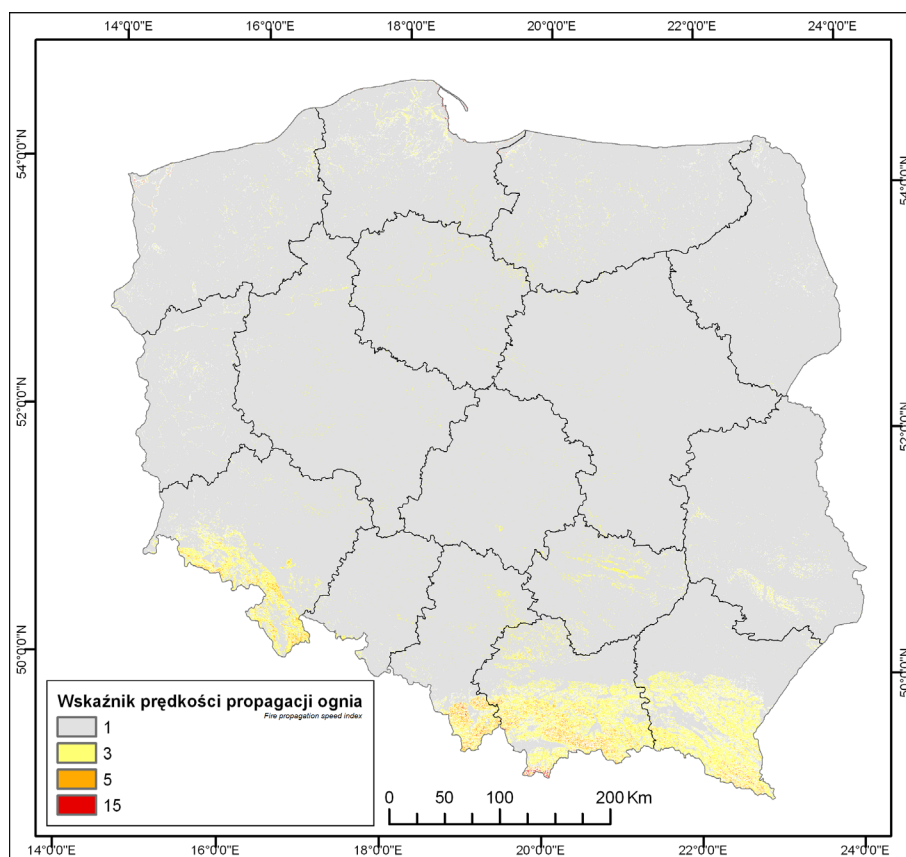 14°0'0"E 16°0'0"E 18°0'0"E 20°0'0"E 22°0'0"E 24°0'0"E
54°0'0"N
54°0'0"N
52°0'0"N
52°0'0"N
50°0'0"N
50°0'0"N
Wskaźnik prędkości propagacji ognia
Fire propagation speed index
1
3
5
15
0 50 100 200 Km
14°0'0"E 16°0'0"E 18°0'0"E 20°0'0"E 22°0'0"E 24°0'0"E